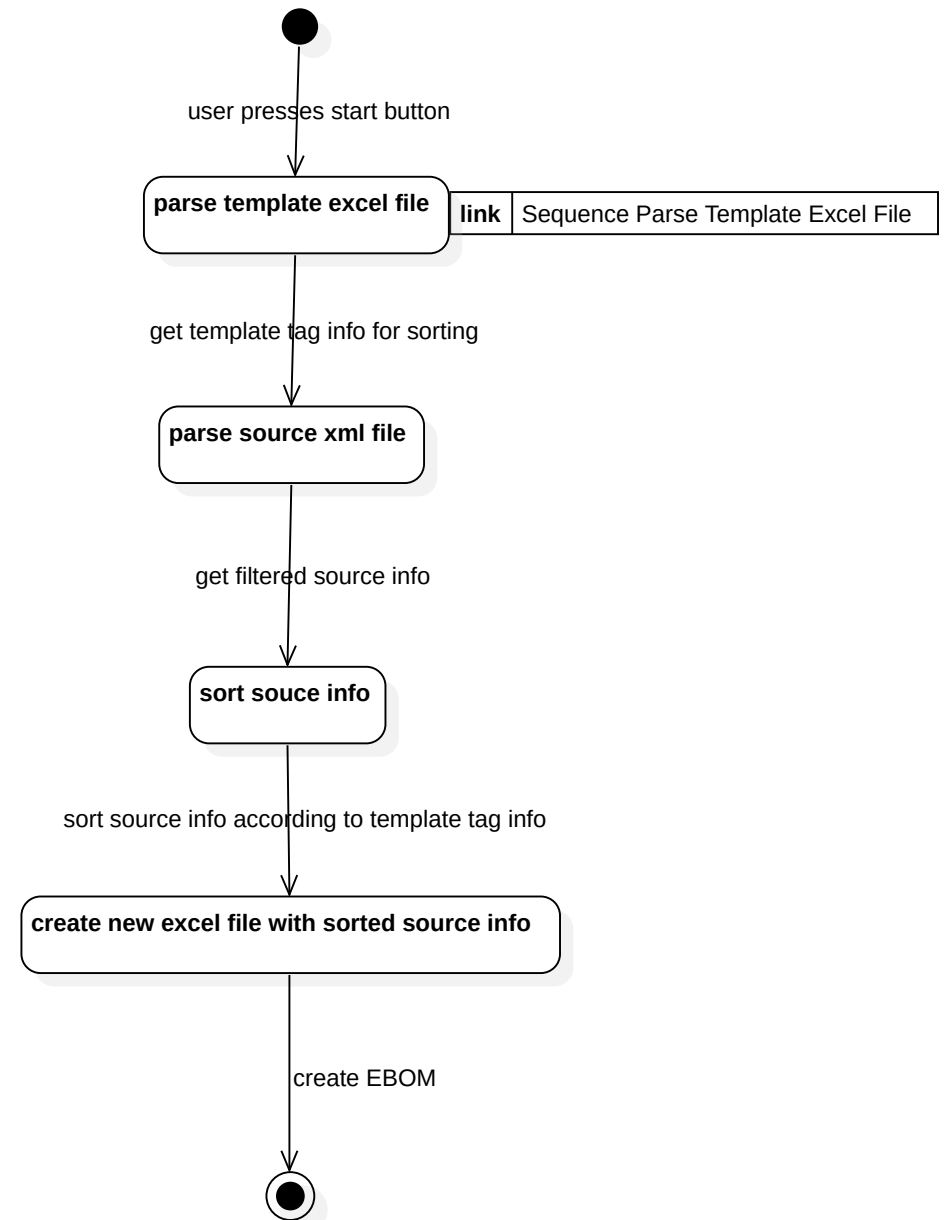 user presses start button
parse template excel file
link Sequence Parse Template Excel File
get template tag info for sorting
parse source xml file
get filtered source info
sort souce info
sort source info according to template tag info
create new excel file with sorted source info
create EBOM